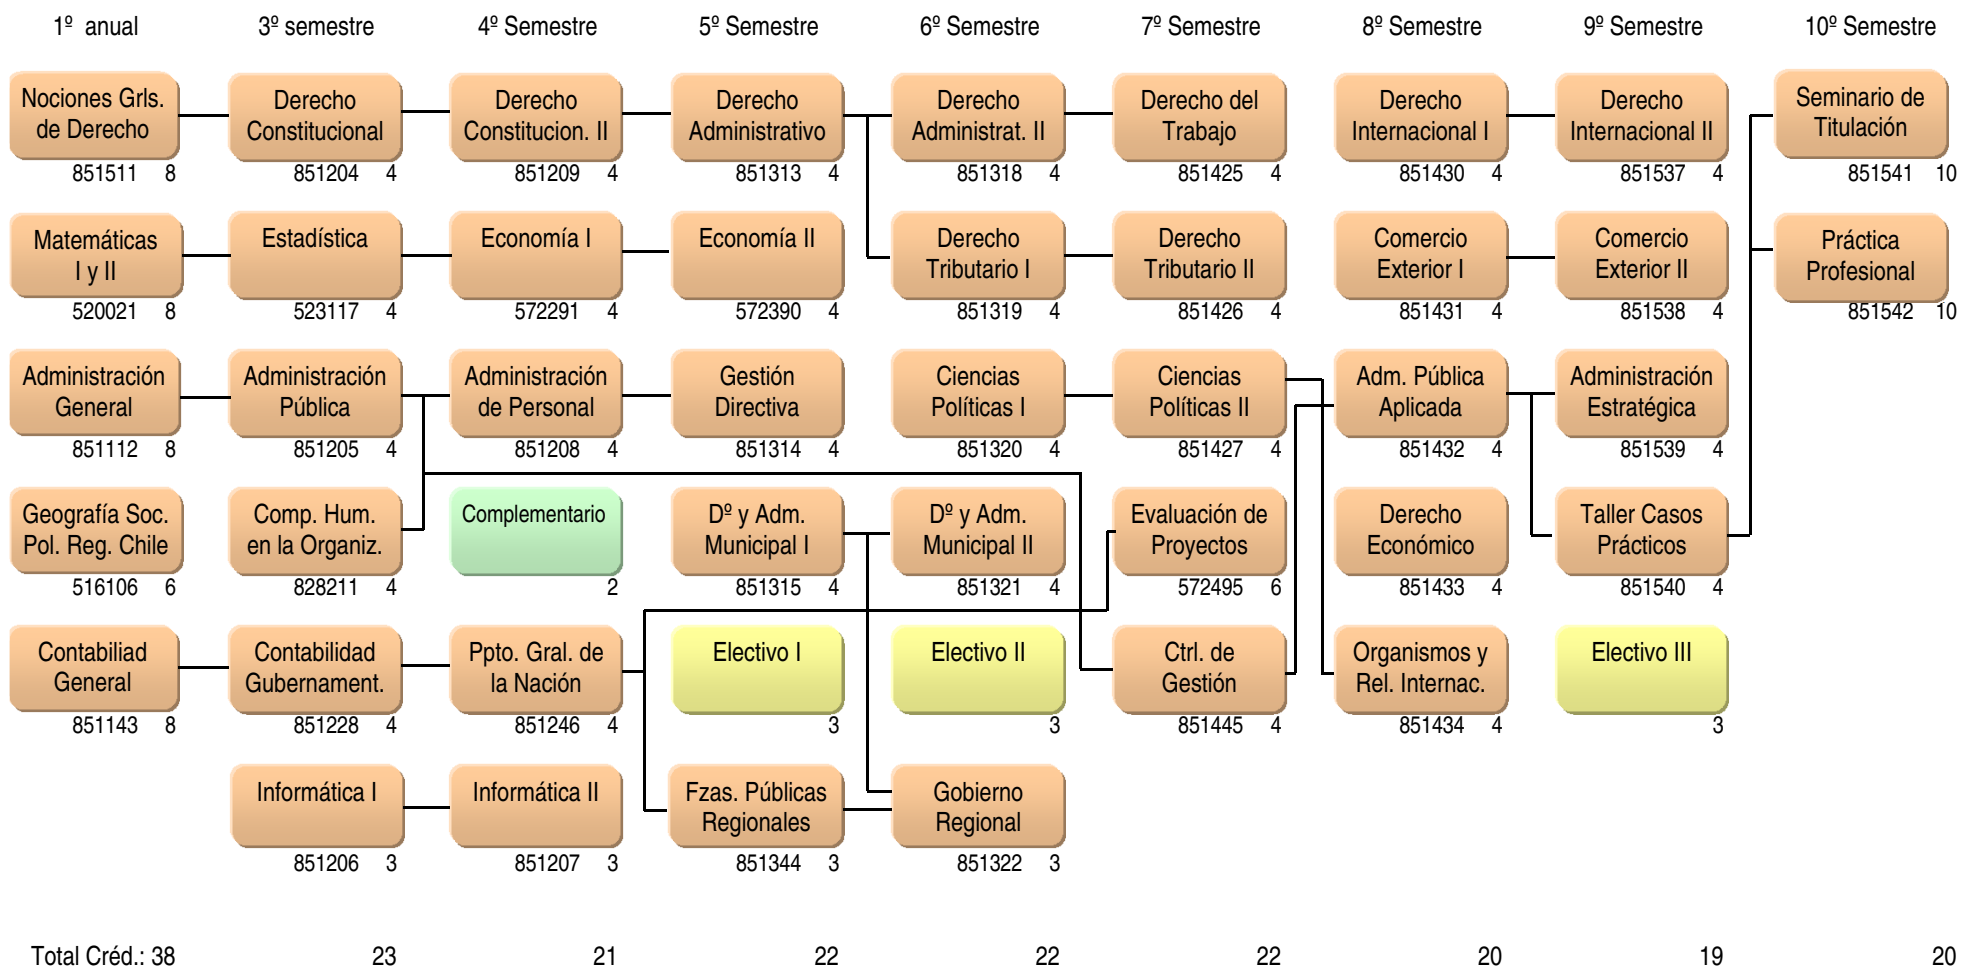 1º anual 3º semestre 4º Semestre 5º Semestre 6º Semestre 7º Semestre 8º Semestre 9º Semestre 10º Semestre
Nociones Grls.
de Derecho
851511 8
Derecho
Constitucional
851204 4
Derecho
Constitucion. II
851209 4
Derecho
Administrativo
851313 4
Derecho
Administrat. II
851318 4
Derecho del
Trabajo
851425 4
Derecho
Internacional I
851430 4
Derecho
Internacional II
851537 4
Seminario de
Titulación
851541 10
Matemáticas
I y II
520021 8
Estadística
523117 4
Economía I
572291 4
Economía II
572390 4
Derecho
Tributario I
851319 4
Derecho
Tributario II
851426 4
Comercio
Exterior I
851431 4
Comercio
Exterior II
851538 4
Práctica
Profesional
851542 10
Administración
General
851112 8
Administración
Pública
851205 4
Administración
de Personal
851208 4
Gestión
Directiva
851314 4
Ciencias
Políticas I
851320 4
Ciencias
Políticas II
851427 4
Adm. Pública
Aplicada
851432 4
Administración
Estratégica
851539 4
Geografía Soc.
Pol. Reg. Chile
516106 6
Comp. Hum.
en la Organiz.
828211 4
Complementario
2
Dº y Adm.
Municipal I
851315 4
Dº y Adm.
Municipal II
851321 4
Evaluación de
Proyectos
572495 6
Derecho
Económico
851433 4
Taller Casos
Prácticos
851540 4
Contabiliad
General
851143 8
Contabilidad
Gubernament.
851228 4
Ppto. Gral. de
la Nación
851246 4
Electivo I
3
Electivo II
3
Ctrl. de
Gestión
851445 4
Organismos y
Rel. Internac.
851434 4
Electivo III
3
Informática I
851206 3
Informática II
851207 3
Fzas. Públicas
Regionales
851344 3
Gobierno
Regional
851322 3
Total Créd.: 38 23 21 22 22 22 20 19 20